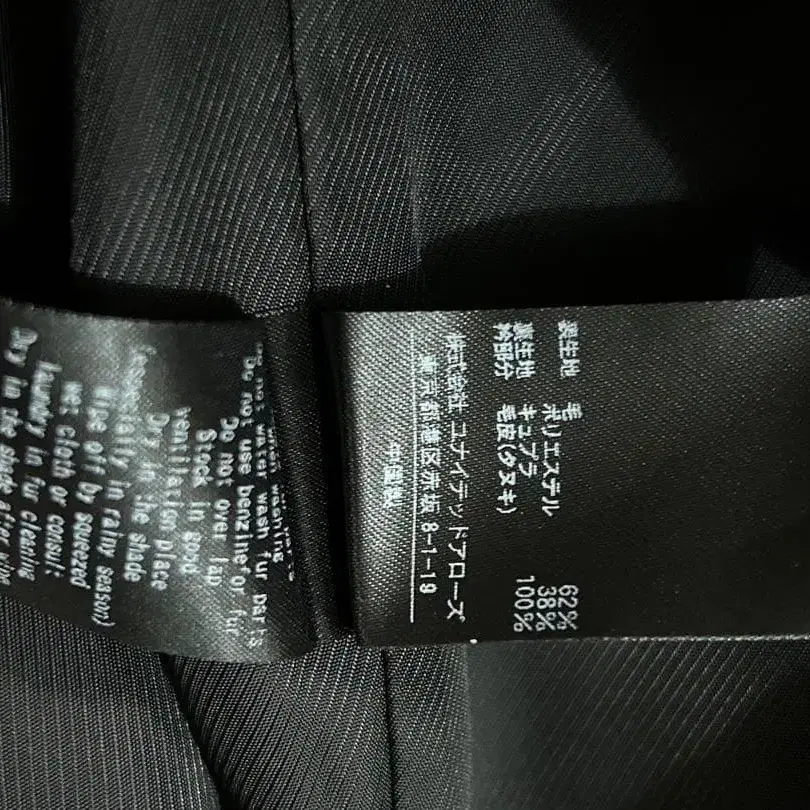 表生地 毛 62%
ポリエステル 38%
裏生地 キュプラ 100%
衿部分 毛皮(タヌキ)
株式会社 ユナイテッドアローズ
東京都港区赤坂 8-1-19
中国製
when washing
Do not water wash fur parts
Do not use benzinefor fur
Do not over lap
Stock in good
ventilation place
Dry in the shade
(especially in rainy season)
Wipe off by squeezed
wet cloth or consult
laundry in fur cleaning
Dry in the shade after wipe